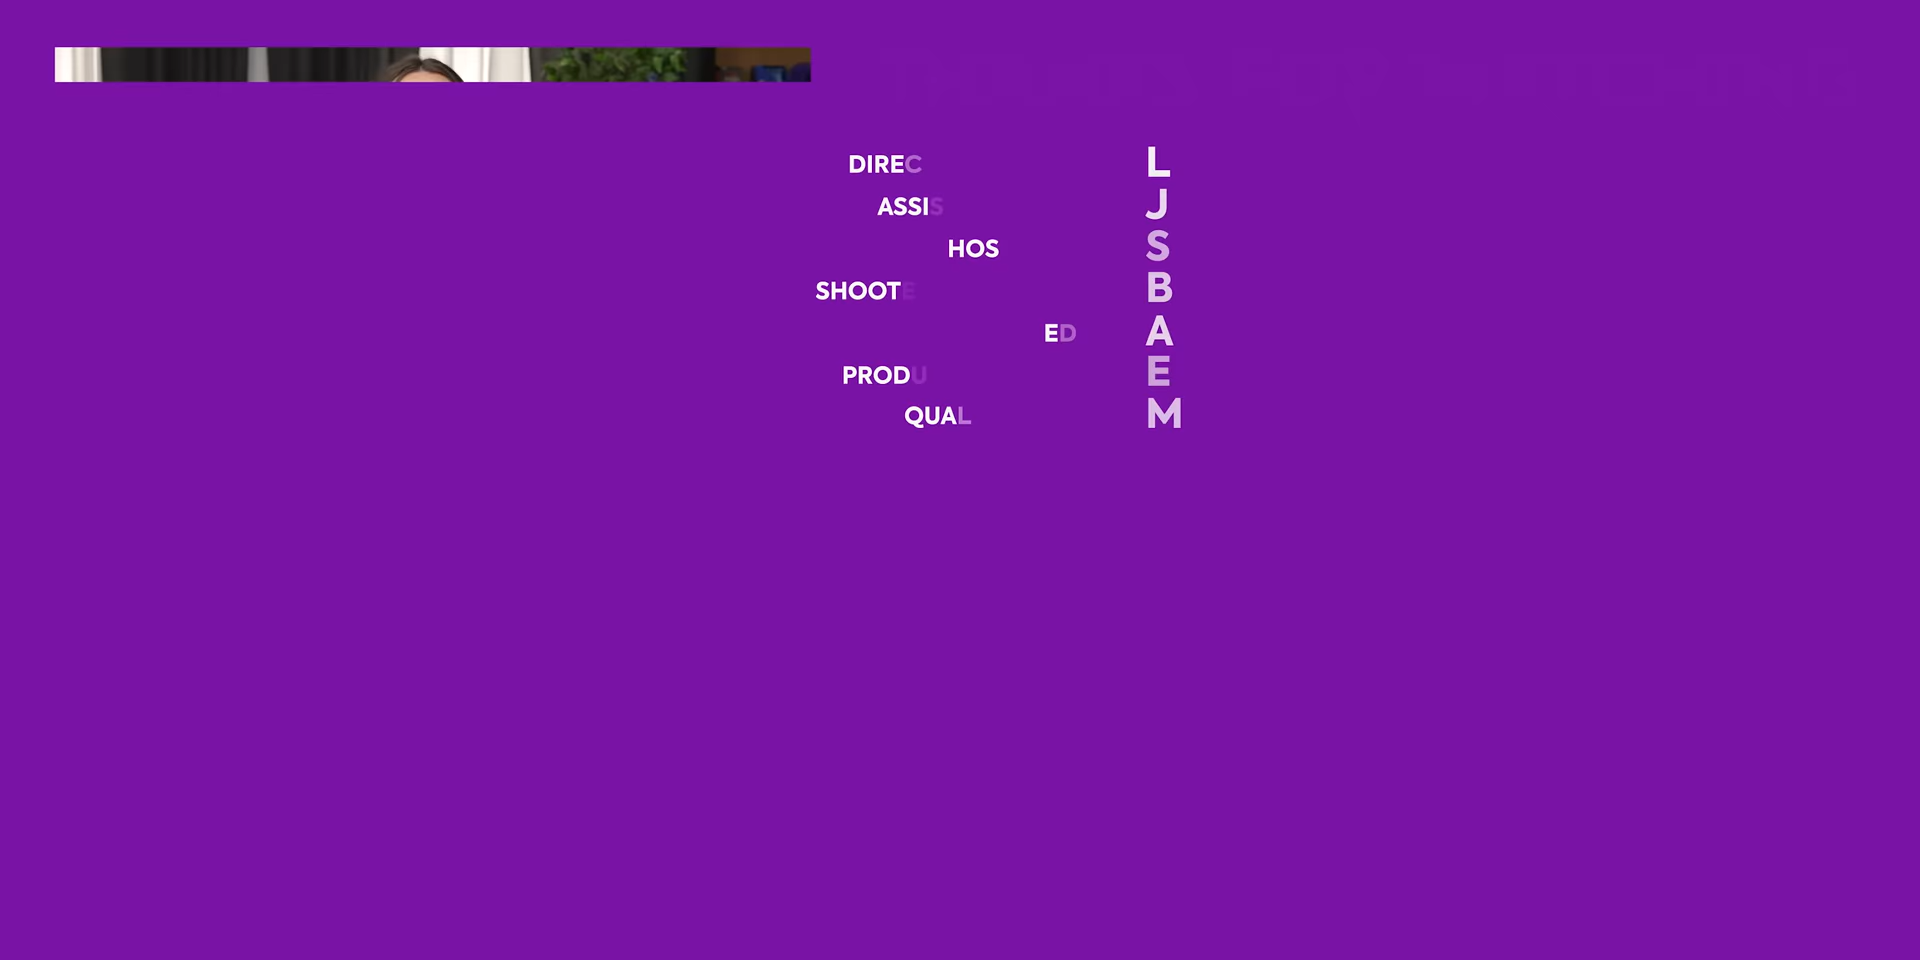 DIREC L
ASSIS J
HOS S
SHOOTE B
ED A
PRODU E
QUAL M